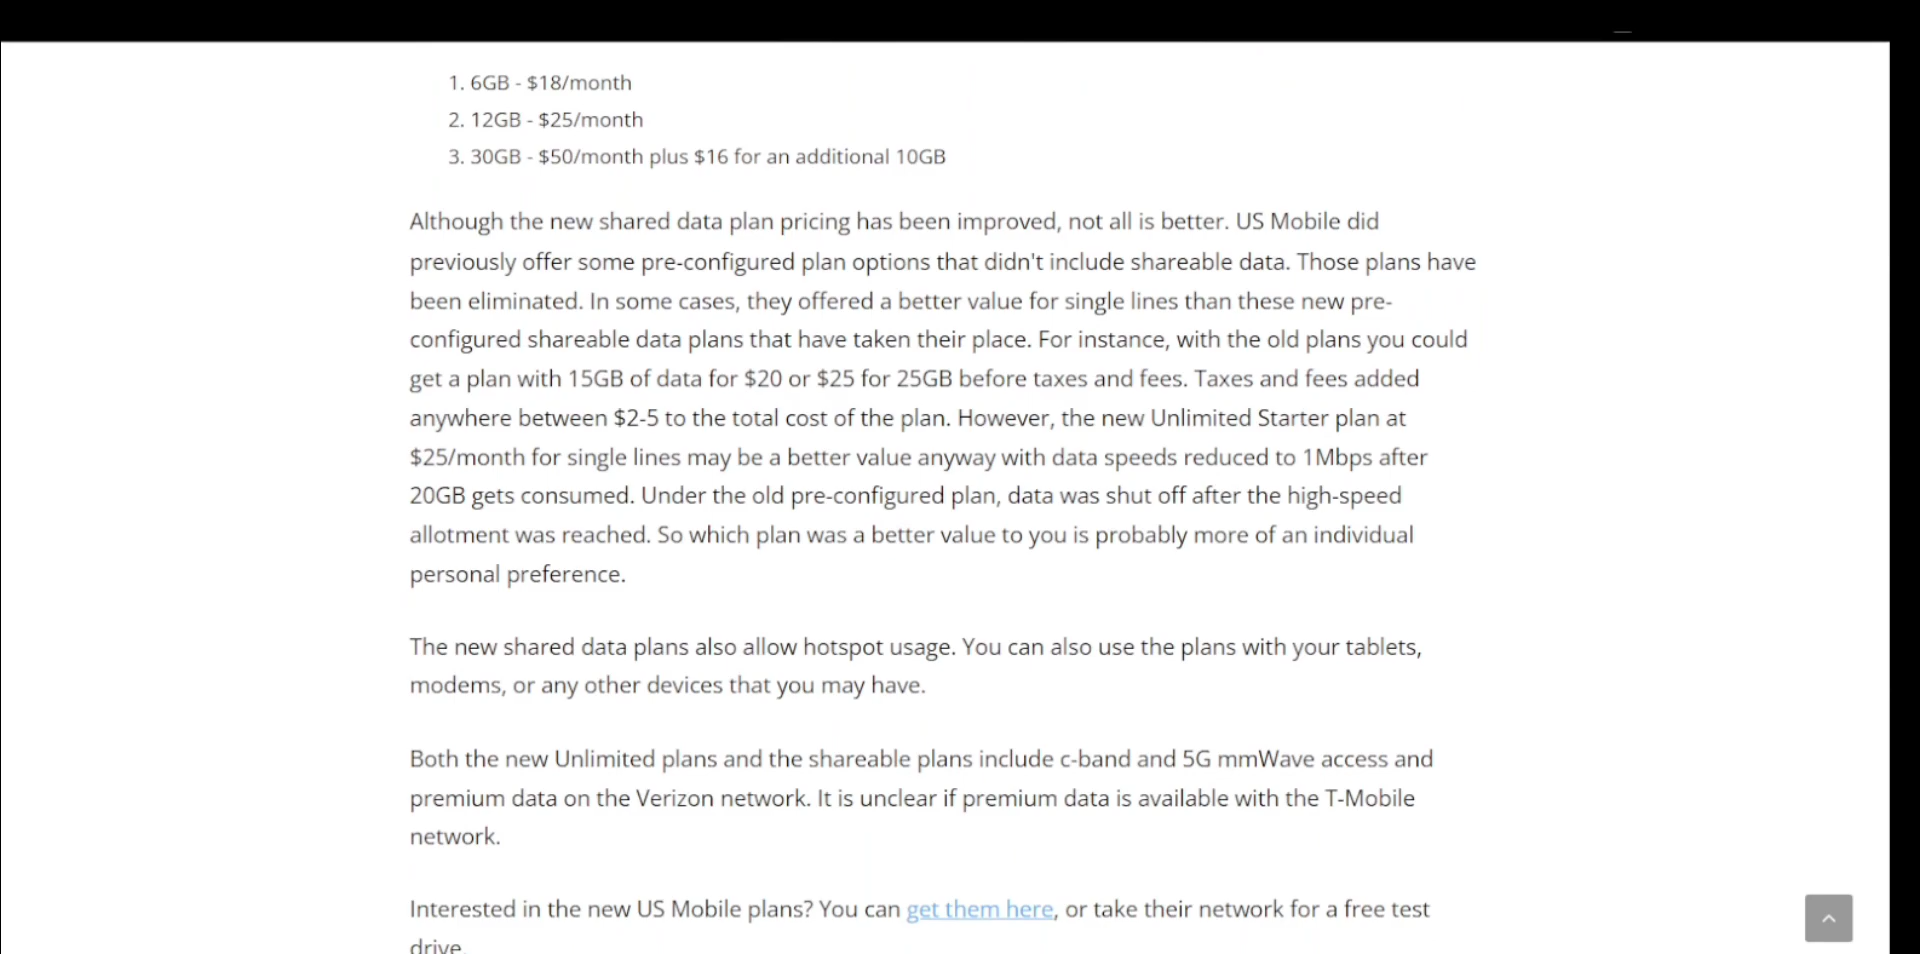 1. 6GB - $18/month
2. 12GB - $25/month
3. 30GB - $50/month plus $16 for an additional 10GB
Although the new shared data plan pricing has been improved, not all is better. US Mobile did
previously offer some pre-configured plan options that didn't include shareable data. Those plans have
been eliminated. In some cases, they offered a better value for single lines than these new pre-
configured shareable data plans that have taken their place. For instance, with the old plans you could
get a plan with 15GB of data for $20 or $25 for 25GB before taxes and fees. Taxes and fees added
anywhere between $2-5 to the total cost of the plan. However, the new Unlimited Starter plan at
$25/month for single lines may be a better value anyway with data speeds reduced to 1Mbps after
20GB gets consumed. Under the old pre-configured plan, data was shut off after the high-speed
allotment was reached. So which plan was a better value to you is probably more of an individual
personal preference.
The new shared data plans also allow hotspot usage. You can also use the plans with your tablets,
modems, or any other devices that you may have.
Both the new Unlimited plans and the shareable plans include c-band and 5G mmWave access and
premium data on the Verizon network. It is unclear if premium data is available with the T-Mobile
network.
Interested in the new US Mobile plans? You can get them here, or take their network for a free test
drive.